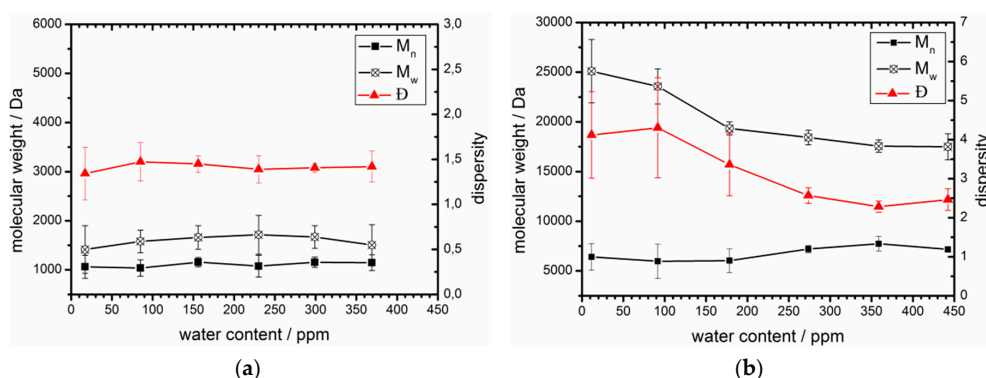 6000
5000
4000
3000
2000
1000
molecular weight / Da
3,0
2,5
2,0
1,5
1,0
0,5
0,0
dispersity
Mn
Mw
Đ
0 50 100 150 200 250 300 350 400 450
water content / ppm
(a)
30000
25000
20000
15000
10000
5000
molecular weight / Da
7
6
5
4
3
2
1
0
dispersity
Mn
Mw
Đ
0 50 100 150 200 250 300 350 400 450
water content / ppm
(b)